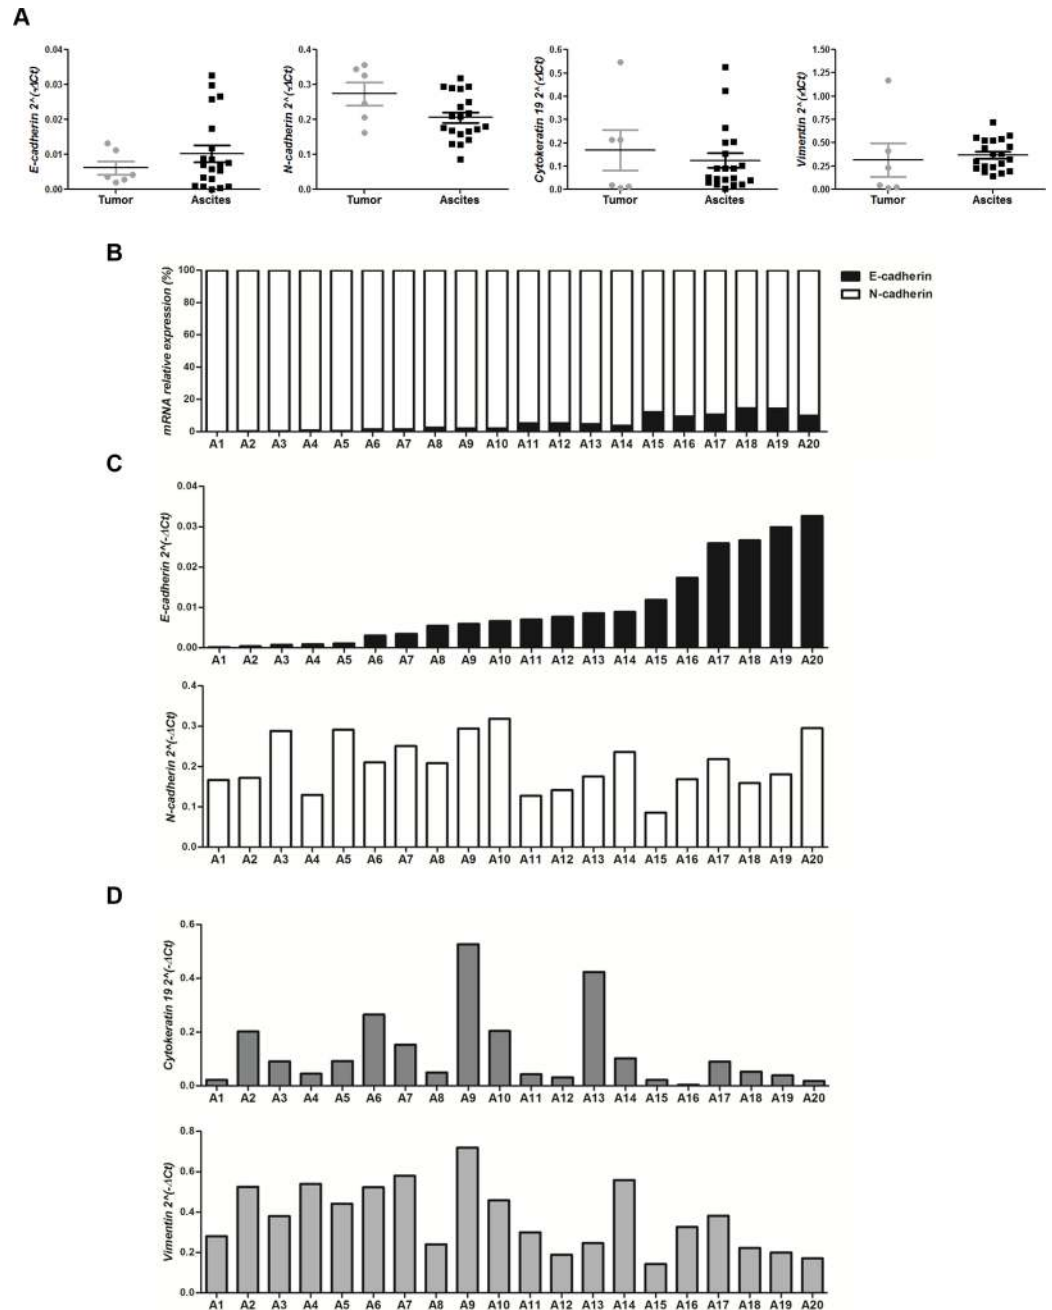 A
E-cadherin 2^(-ΔCt)
0.04
0.03
0.02
0.01
0.00
Tumor Ascites
N-cadherin 2^(-ΔCt)
0.4
0.3
0.2
0.1
0.0
Tumor Ascites
Cytokeratin 19 2^(-ΔCt)
0.6
0.5
0.4
0.3
0.2
0.1
0.0
Tumor Ascites
Vimentin 2^(-ΔCt)
1.50
1.25
1.00
0.75
0.50
0.25
0.00
Tumor Ascites
B
mRNA relative expression (%)
100
80
60
40
20
0
A1 A2 A3 A4 A5 A6 A7 A8 A9 A10 A11 A12 A13 A14 A15 A16 A17 A18 A19 A20
E-cadherin
N-cadherin
C
E-cadherin 2^(-ΔCt)
0.04
0.03
0.02
0.01
0.00
A1 A2 A3 A4 A5 A6 A7 A8 A9 A10 A11 A12 A13 A14 A15 A16 A17 A18 A19 A20
N-cadherin 2^(-ΔCt)
0.4
0.3
0.2
0.1
0.0
A1 A2 A3 A4 A5 A6 A7 A8 A9 A10 A11 A12 A13 A14 A15 A16 A17 A18 A19 A20
D
Cytokeratin 19 2^(-ΔCt)
0.6
0.4
0.2
0.0
A1 A2 A3 A4 A5 A6 A7 A8 A9 A10 A11 A12 A13 A14 A15 A16 A17 A18 A19 A20
Vimentin 2^(-ΔCt)
0.8
0.6
0.4
0.2
0.0
A1 A2 A3 A4 A5 A6 A7 A8 A9 A10 A11 A12 A13 A14 A15 A16 A17 A18 A19 A20